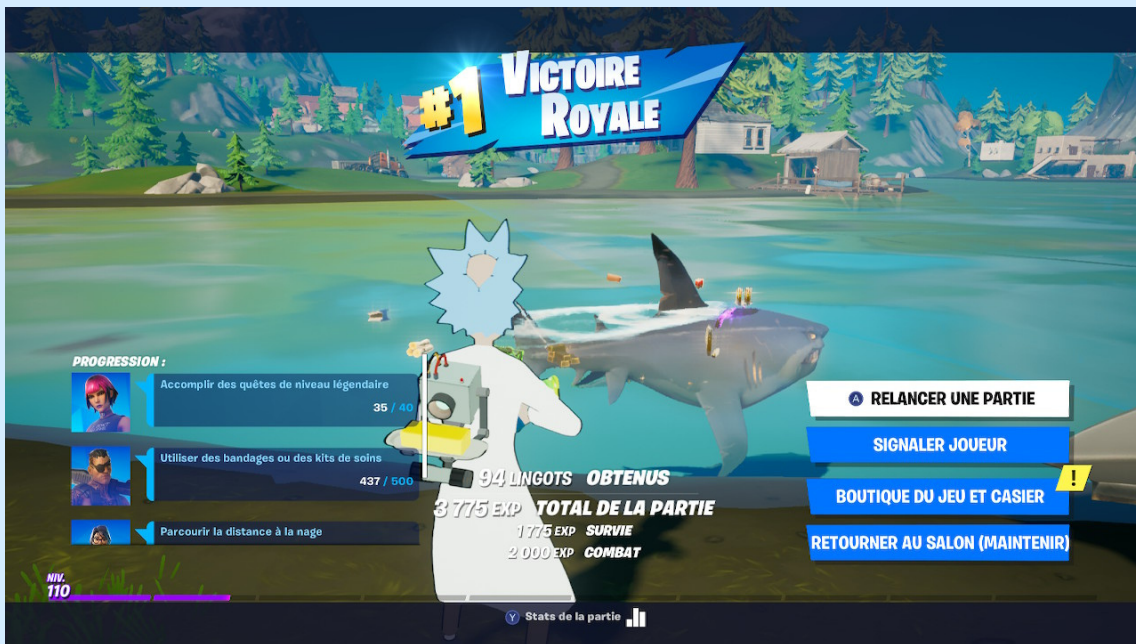 #1 VICTOIRE
ROYALE
PROGRESSION :
Accomplir des quêtes de niveau légendaire
35 / 40
Utiliser des bandages ou des kits de soins
437 / 500
Parcourir la distance à la nage
NIV.
110
94 LINGOTS OBTENUS
3 775 EXP TOTAL DE LA PARTIE
1 775 EXP SURVIE
2 000 EXP COMBAT
A RELANCER UNE PARTIE
SIGNALER JOUEUR
!
BOUTIQUE DU JEU ET CASIER
RETOURNER AU SALON (MAINTENIR)
Y Stats de la partie